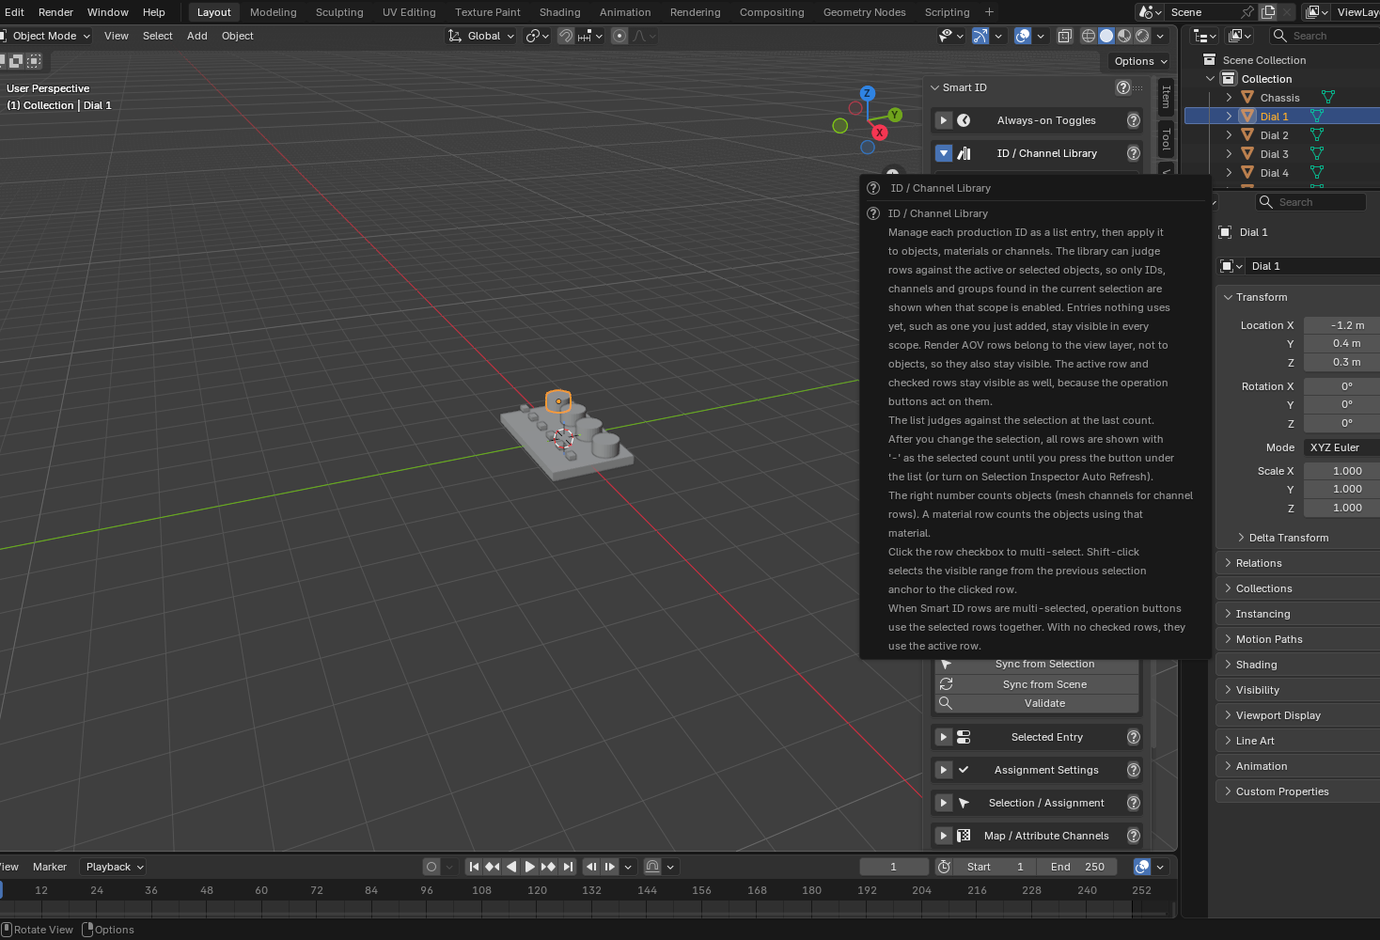 Edit
Render
Window
Help
Layout
Modeling
Sculpting
UV Editing
Texture Paint
Shading
Animation
Rendering
Compositing
Geometry Nodes
Scripting
Scene
Object Mode
View
Select
Add
Object
Global
Search
Options
Scene Collection
Collection
Chassis
Dial 1
Dial 2
Dial 3
Dial 4
User Perspective
(1) Collection | Dial 1
Z
Y
X
Smart ID
Always-on Toggles
ID / Channel Library
Item
Tool
ID / Channel Library
ID / Channel Library
Manage each production ID as a list entry, then apply it
to objects, materials or channels. The library can judge
rows against the active or selected objects, so only IDs,
channels and groups found in the current selection are
shown when that scope is enabled. Entries nothing uses
yet, such as one you just added, stay visible in every
scope. Render AOV rows belong to the view layer, not to
objects, so they also stay visible. The active row and
checked rows stay visible as well, because the operation
buttons act on them.
The list judges against the selection at the last count.
After you change the selection, all rows are shown with
'-' as the selected count until you press the button under
the list (or turn on Selection Inspector Auto Refresh).
The right number counts objects (mesh channels for channel
rows). A material row counts the objects using that
material.
Click the row checkbox to multi-select. Shift-click
selects the visible range from the previous selection
anchor to the clicked row.
When Smart ID rows are multi-selected, operation buttons
use the selected rows together. With no checked rows, they
use the active row.
Sync from Selection
Sync from Scene
Validate
Selected Entry
Assignment Settings
Selection / Assignment
Map / Attribute Channels
Search
Dial 1
Dial 1
Transform
Location X -1.2 m
Y 0.4 m
Z 0.3 m
Rotation X 0°
Y 0°
Z 0°
Mode XYZ Euler
Scale X 1.000
Y 1.000
Z 1.000
Delta Transform
Relations
Collections
Instancing
Motion Paths
Shading
Visibility
Viewport Display
Line Art
Animation
Custom Properties
Marker
Playback
1
Start 1
End 250
12 24 36 48 60 72 84 96 108 120 132 144 156 168 180 192 204 216 228 240 252
Rotate View
Options